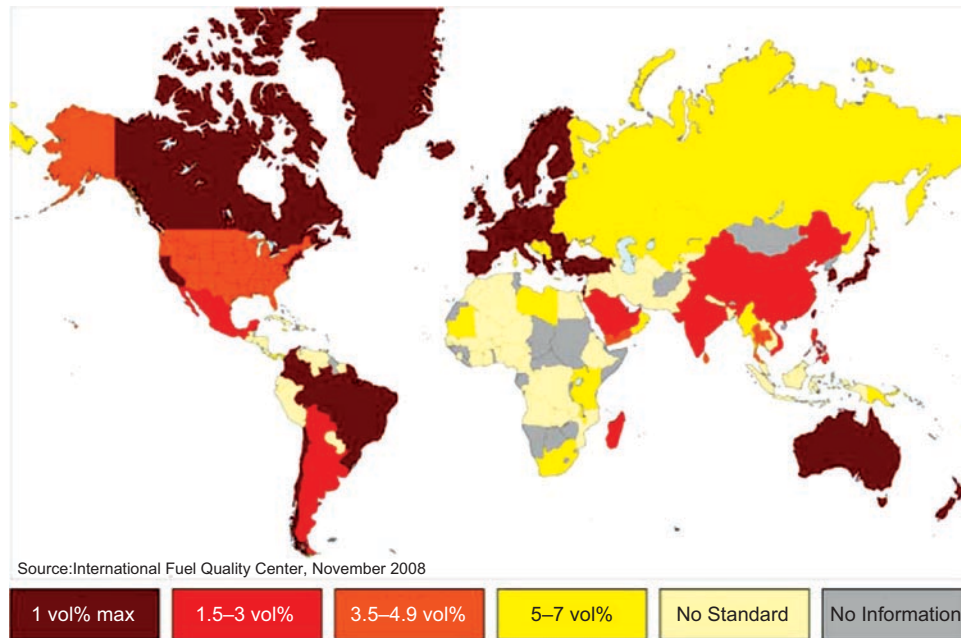 Source:International Fuel Quality Center, November 2008
1 vol% max
1.5–3 vol%
3.5–4.9 vol%
5–7 vol%
No Standard
No Information